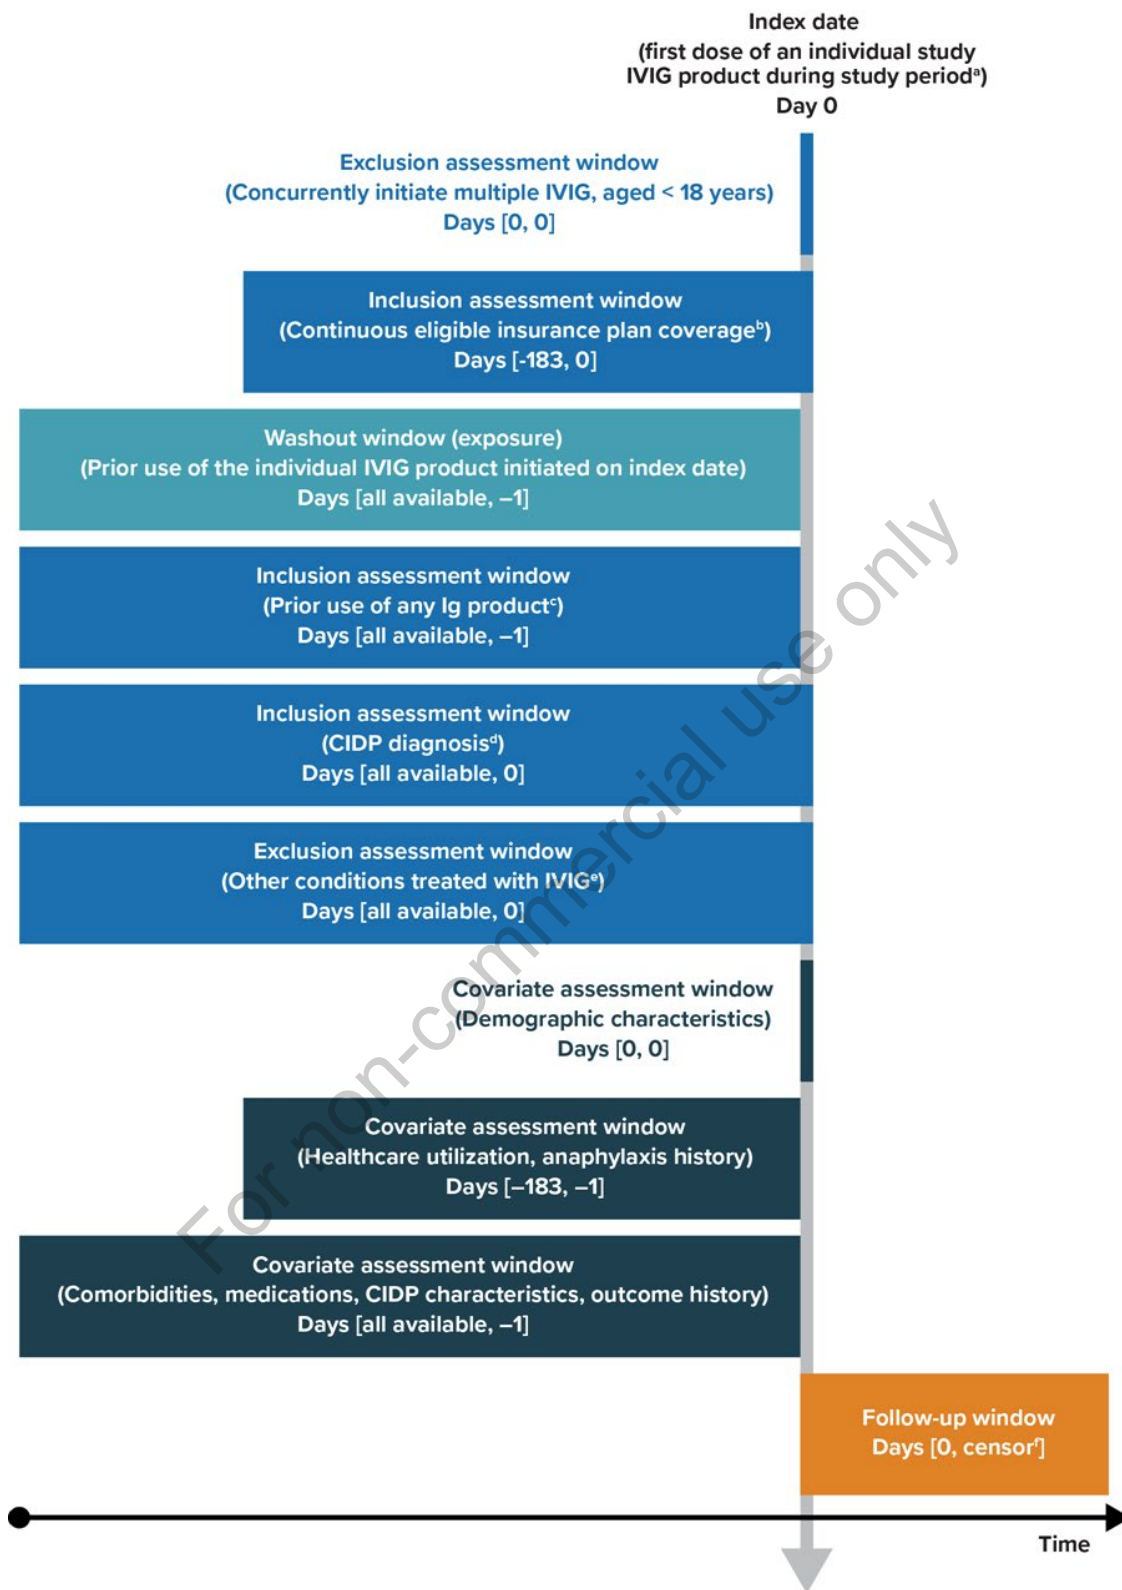 Index date
(first dose of an individual study
IVIG product during study periodᵃ)
Day 0
Exclusion assessment window
(Concurrently initiate multiple IVIG, aged < 18 years)
Days [0, 0]
Inclusion assessment window
(Continuous eligible insurance plan coverageᵇ)
Days [-183, 0]
Washout window (exposure)
(Prior use of the individual IVIG product initiated on index date)
Days [all available, –1]
Inclusion assessment window
(Prior use of any Ig productᶜ)
Days [all available, –1]
Inclusion assessment window
(CIDP diagnosisᵈ)
Days [all available, 0]
Exclusion assessment window
(Other conditions treated with IVIGᵉ)
Days [all available, 0]
Covariate assessment window
(Demographic characteristics)
Days [0, 0]
Covariate assessment window
(Healthcare utilization, anaphylaxis history)
Days [–183, –1]
Covariate assessment window
(Comorbidities, medications, CIDP characteristics, outcome history)
Days [all available, –1]
Follow-up window
Days [0, censorᶠ]
Time
For non-commercial use only